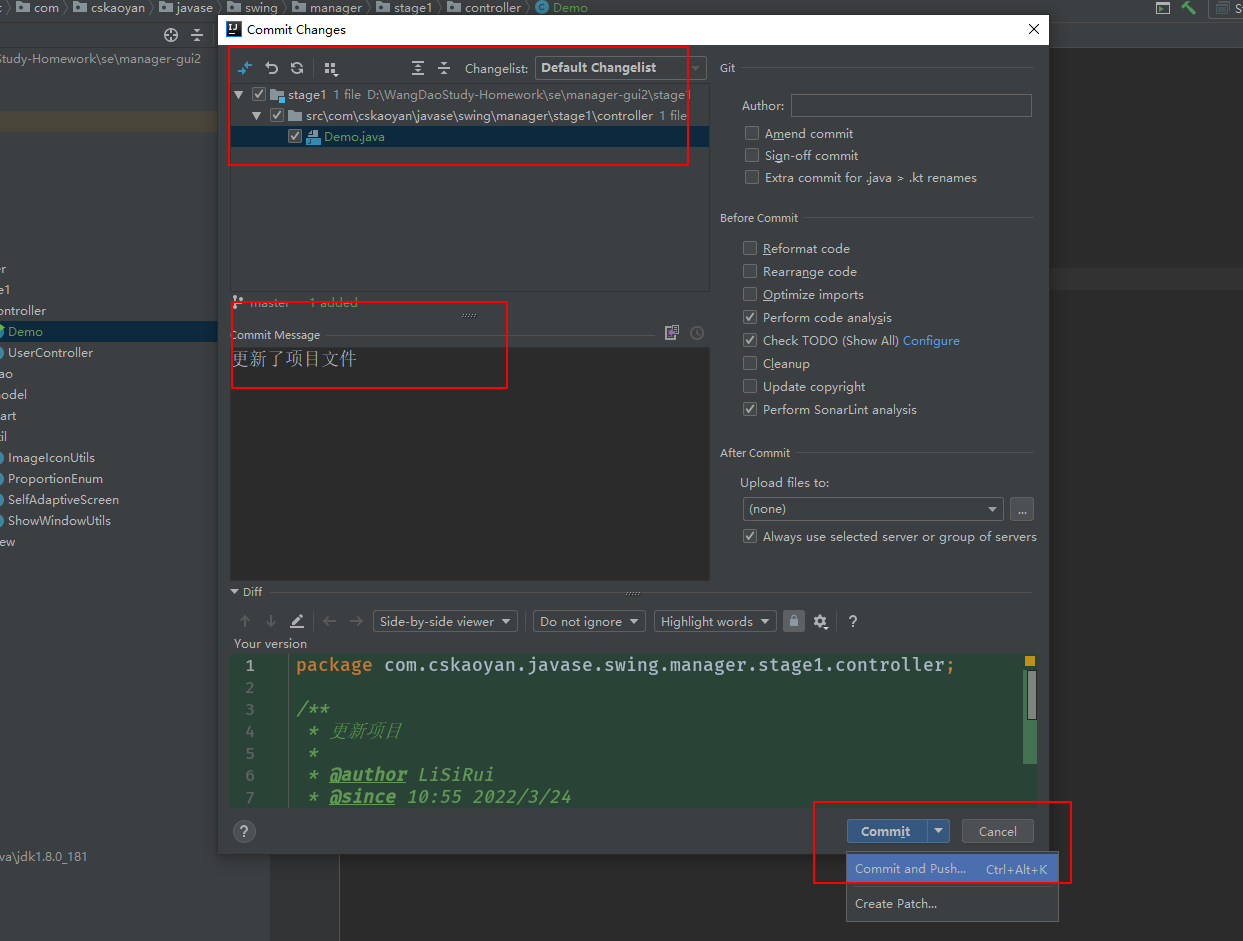 com cskaoyan javase swing manager stage1 controller Demo
Commit Changes
Study-Homework\se\manager-gui2
Changelist: Default Changelist
stage1 1 file D:\WangDaoStudy-Homework\se\manager-gui2\stage1
src\com\cskaoyan\javase\swing\manager\stage1\controller 1 file
Demo.java
master 1 added
Commit Message
更新了项目文件
Git
Author:
Amend commit
Sign-off commit
Extra commit for .java > .kt renames
Before Commit
Reformat code
Rearrange code
Optimize imports
Perform code analysis
Check TODO (Show All) Configure
Cleanup
Update copyright
Perform SonarLint analysis
After Commit
Upload files to:
(none)
...
Always use selected server or group of servers
er
e1
ontroller
Demo
UserController
ao
odel
art
til
ImageIconUtils
ProportionEnum
SelfAdaptiveScreen
ShowWindowUtils
ew
va\jdk1.8.0_181
Diff
Side-by-side viewer Do not ignore Highlight words ?
Your version
1 package com.cskaoyan.javase.swing.manager.stage1.controller;
2
3 /**
4 * 更新项目
5 *
6 * @author LiSiRui
7 * @since 10:55 2022/3/24
?
Commit Cancel
Commit and Push... Ctrl+Alt+K
Create Patch...